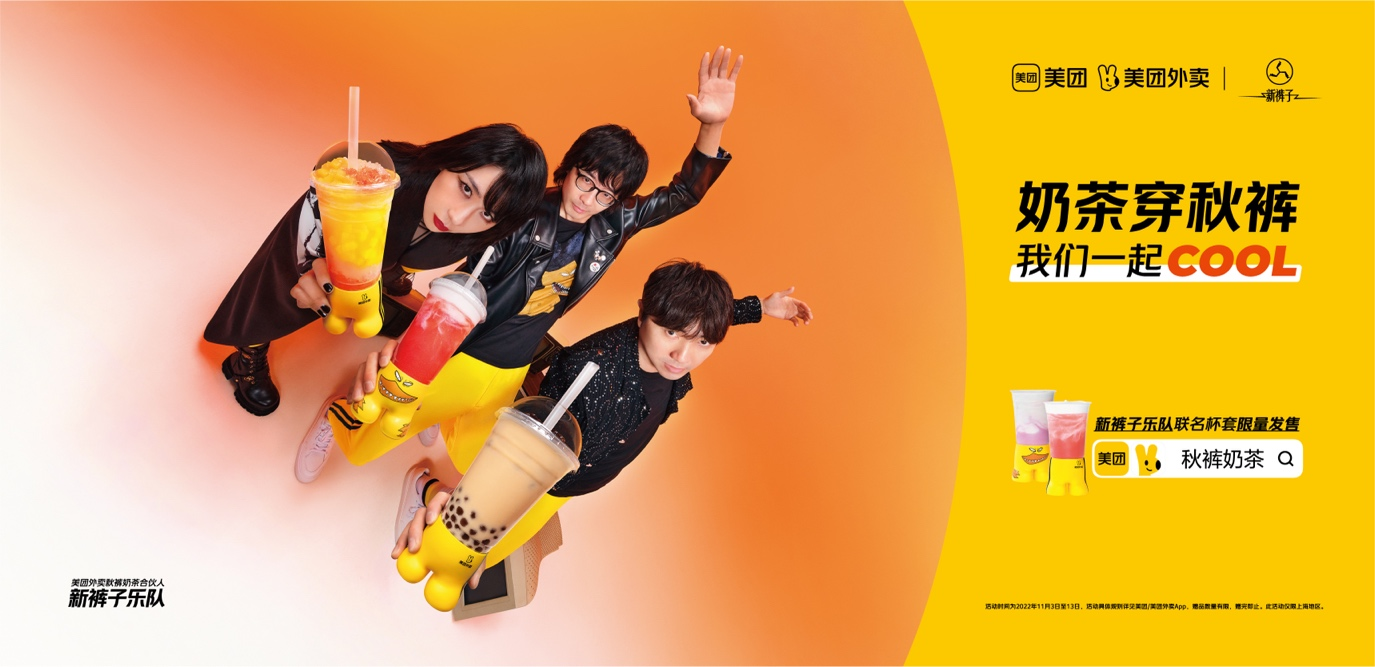 美团 美团 美团外卖 新裤子
奶茶穿秋裤
我们一起COOL
新裤子乐队联名杯套限量发售
美团 秋裤奶茶
美团外卖秋裤奶茶合伙人
新裤子乐队
活动时间为2022年11月3日至13日，活动具体规则详见美团/美团外卖App，赠品数量有限，赠完即止。此活动仅限上海地区。